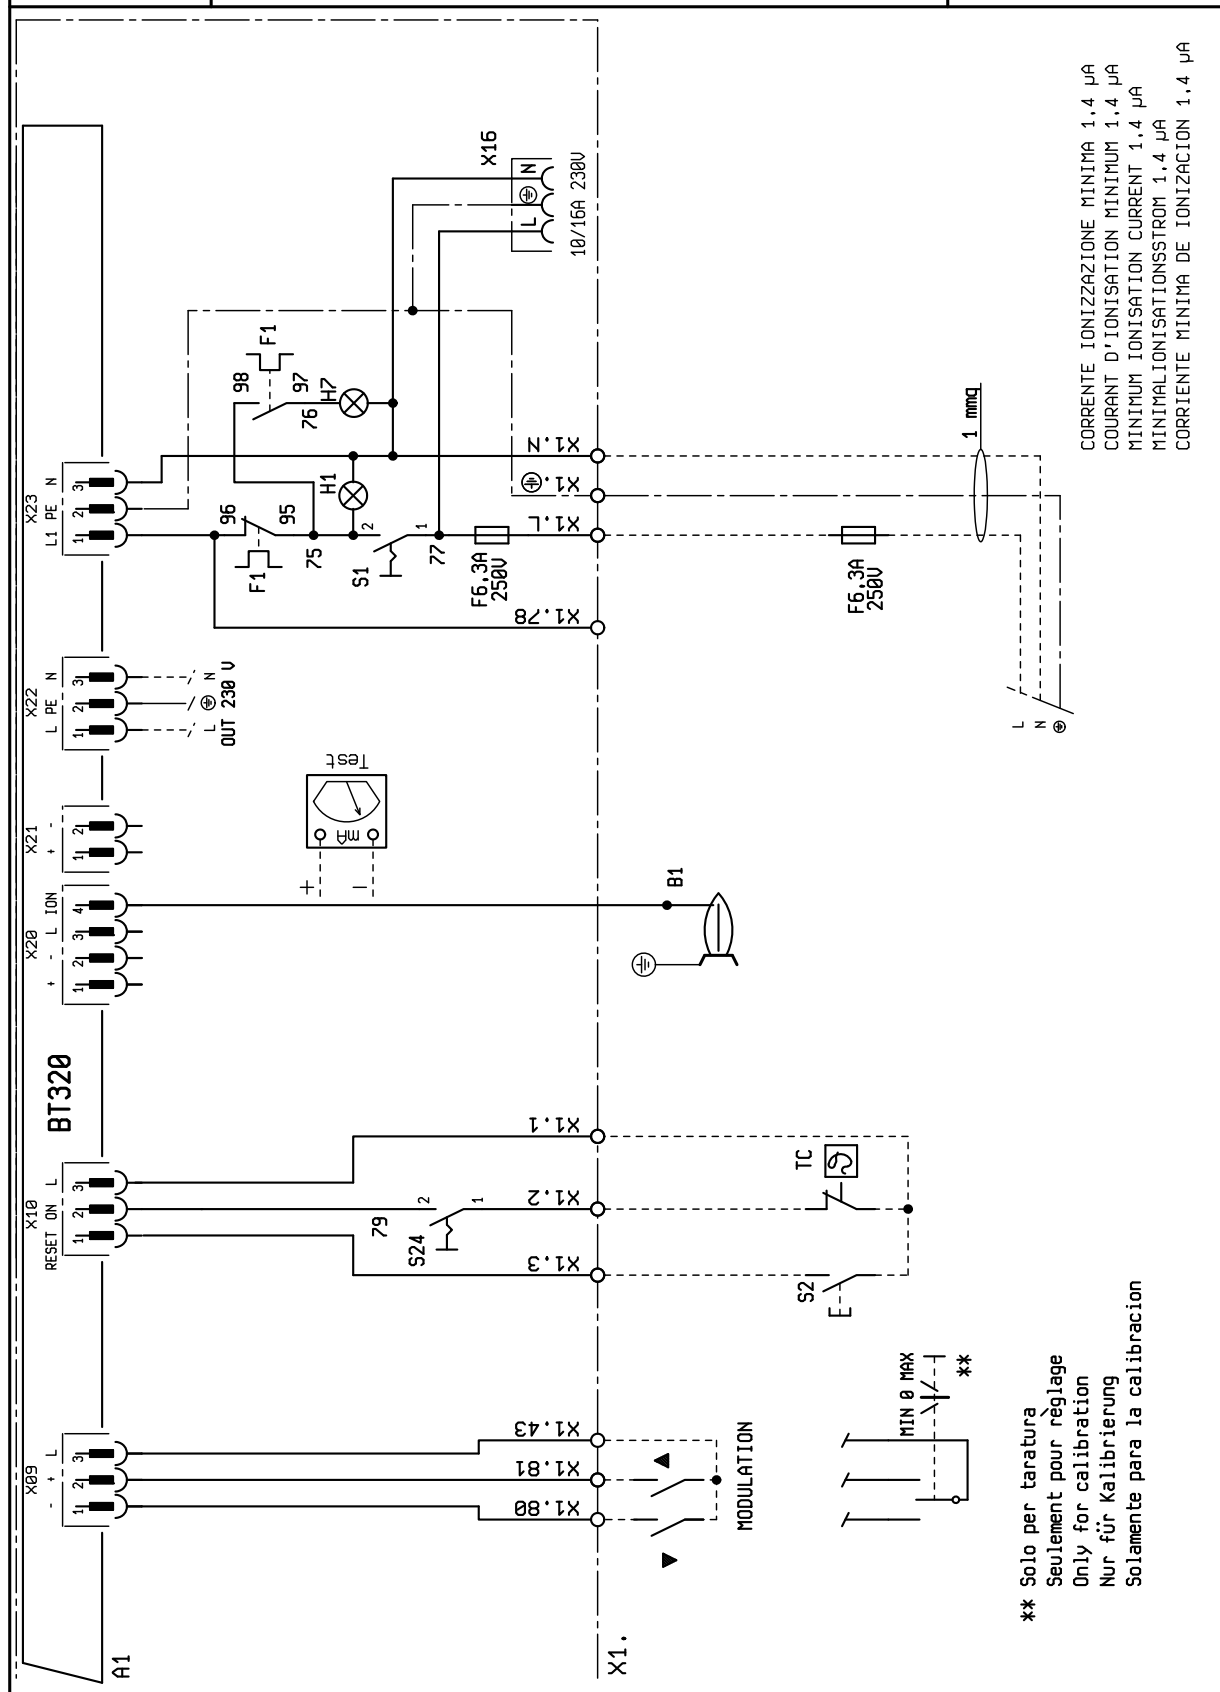 A1
BT320
X09
- + L
1 2 3
X10
RESET ON L
1 2 3
X20
+ - L ION
1 2 3 4
X21
+ -
1 2
X22
L PE N
1 2 3
X23
L1 PE N
1 2 3
L N
OUT 230 V
Test
mA
+ -
F1
96
95
75
98
F1
97
76
H7
H1
2
S1
1
77
F6,3A
250V
X16
L N
10/16A 230V
79
S24
2
1
X1.
X1.80
X1.81
X1.43
X1.3
X1.2
X1.1
X1.78
X1.L
X1.
X1.N
B1
MODULATION
S2
TC
F6,3A
250V
1 mmq
L
N
MIN 0 MAX
**
** Solo per taratura
Seulement pour règlage
Only for calibration
Nur für Kalibrierung
Solamente para la calibracion
CORRENTE IONIZZAZIONE MINIMA 1,4 µA
COURANT D'IONISATION MINIMUM 1,4 µA
MINIMUM IONISATION CURRENT 1,4 µA
MINIMALIONISATIONSSTROM 1,4 µA
CORRIENTE MINIMA DE IONIZACION 1,4 µA